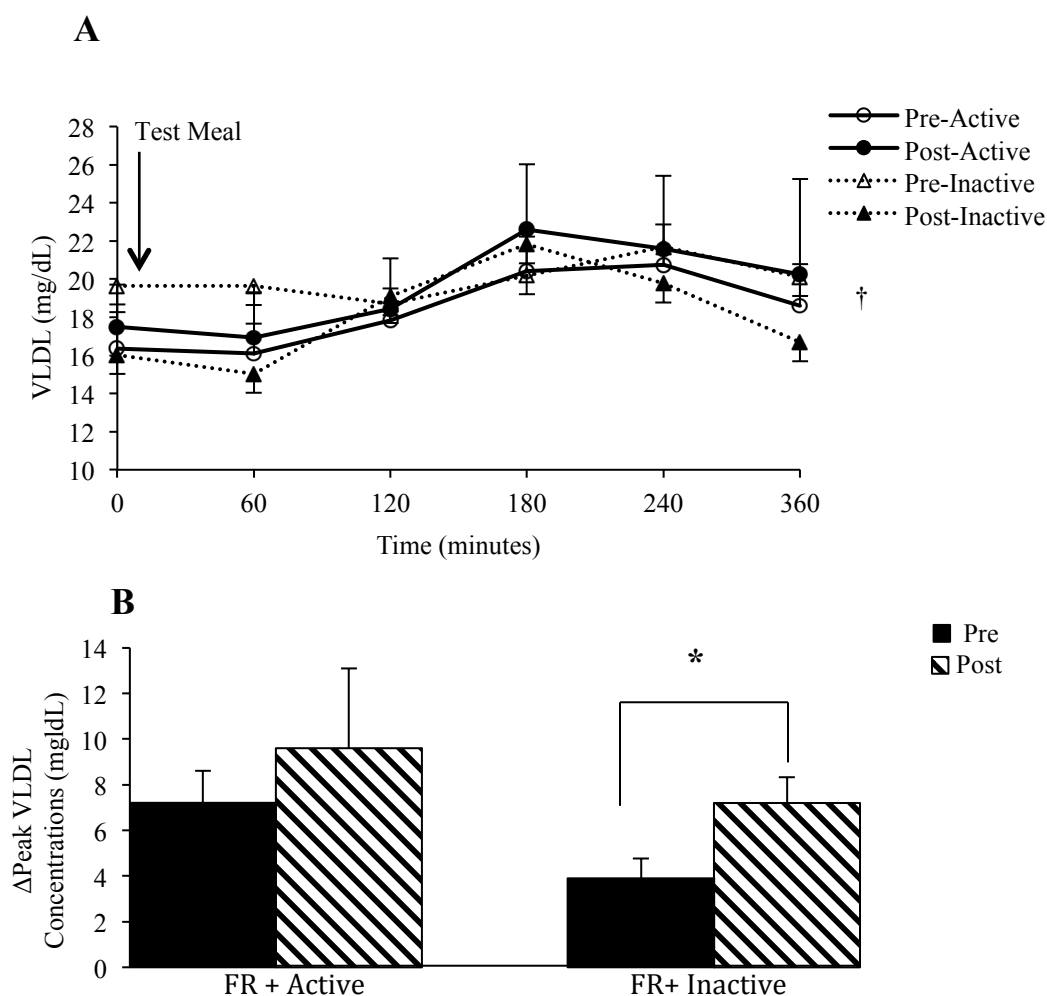 A
Test Meal
Pre-Active
Post-Active
Pre-Inactive
Post-Inactive
28
26
24
22
20
18
16
14
12
10
VLDL (mg/dL)
†
0 60 120 180 240 360
Time (minutes)
B
Pre
Post
*
14
12
10
8
6
4
2
0
ΔPeak VLDL
Concentrations (mgldL)
FR + Active FR+ Inactive